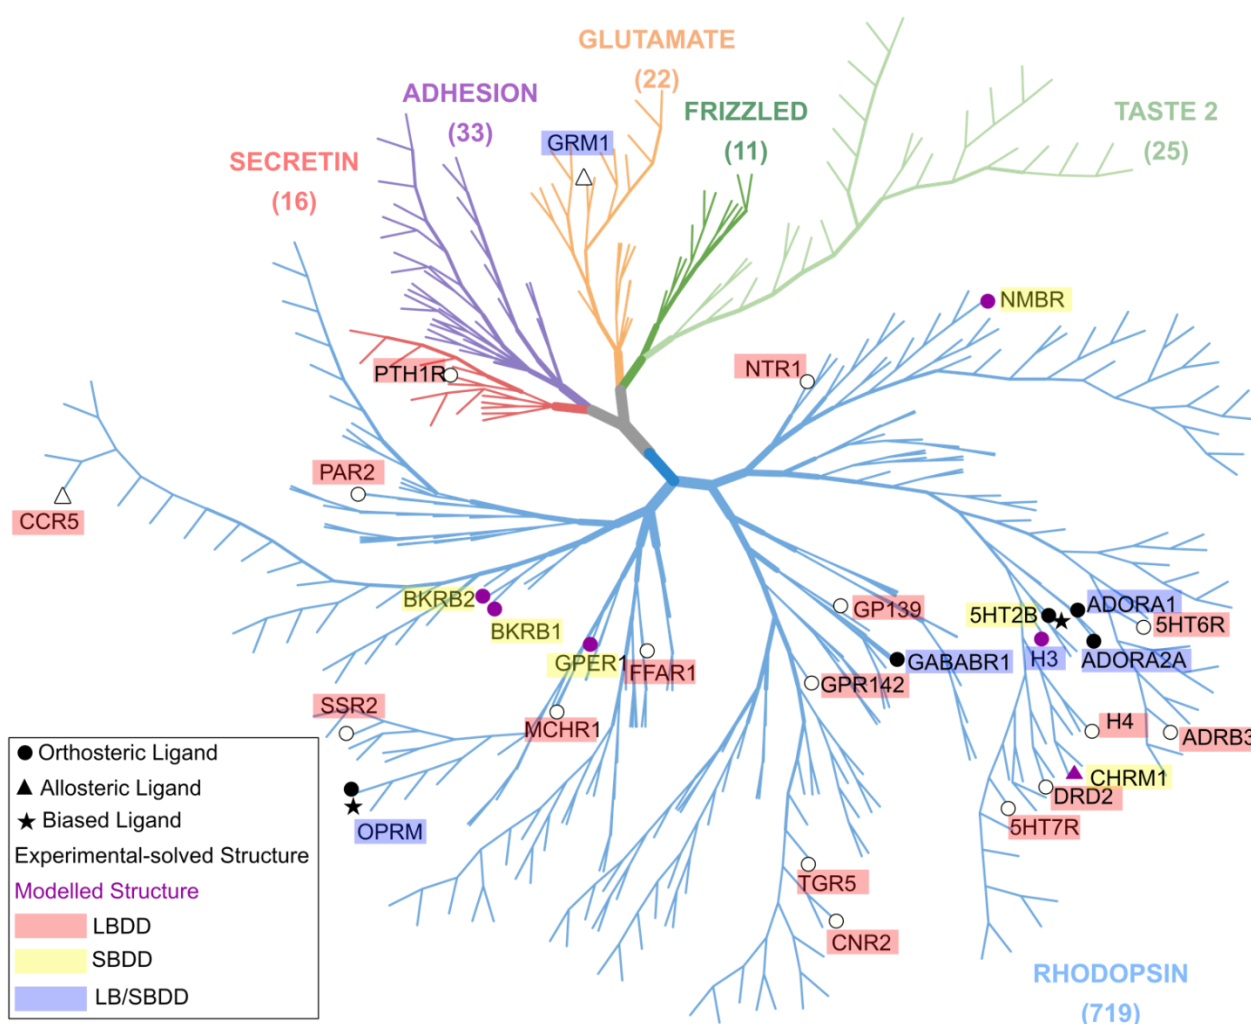 GLUTAMATE
(22)
ADHESION
(33)
FRIZZLED
(11)
TASTE 2
(25)
GRM1
SECRETIN
(16)
NMBR
PTH1R
NTR1
PAR2
CCR5
BKRB2
BKRB1
GPER1
FFAR1
GP139
5HT2B
ADORA1
5HT6R
H3
ADORA2A
GABABR1
GPR142
SSR2
MCHR1
H4
ADRB3
CHRM1
DRD2
5HT7R
OPRM
TGR5
CNR2
Orthosteric Ligand
Allosteric Ligand
Biased Ligand
Experimental-solved Structure
Modelled Structure
LBDD
SBDD
LB/SBDD
RHODOPSIN
(719)